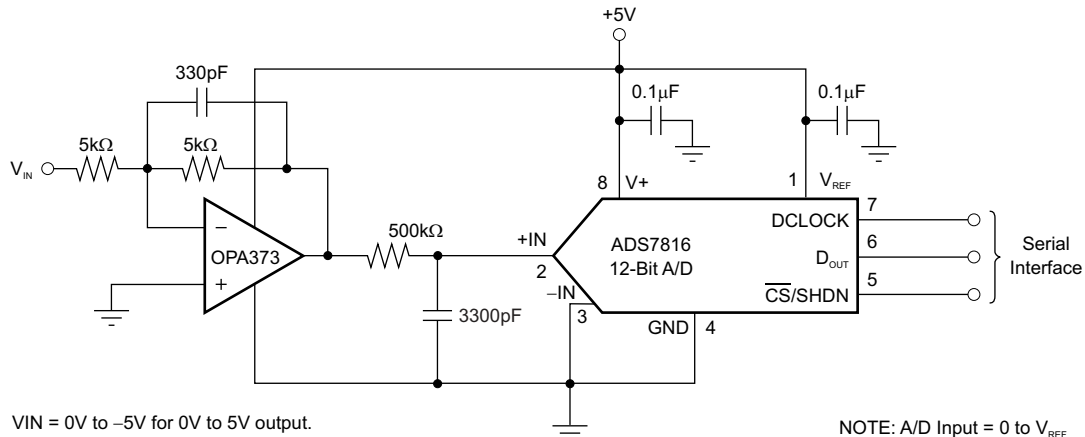 +5V
330pF
0.1μF
0.1μF
5kΩ
5kΩ
VIN
8
V+
1
VREF
DCLOCK
7
−
500kΩ
+IN
ADS7816
6
OPA373
2
12-Bit A/D
DOUT
Serial
Interface
+
−IN
CS/SHDN
5
3
3300pF
GND
4
VIN = 0V to −5V for 0V to 5V output.
NOTE: A/D Input = 0 to VREF